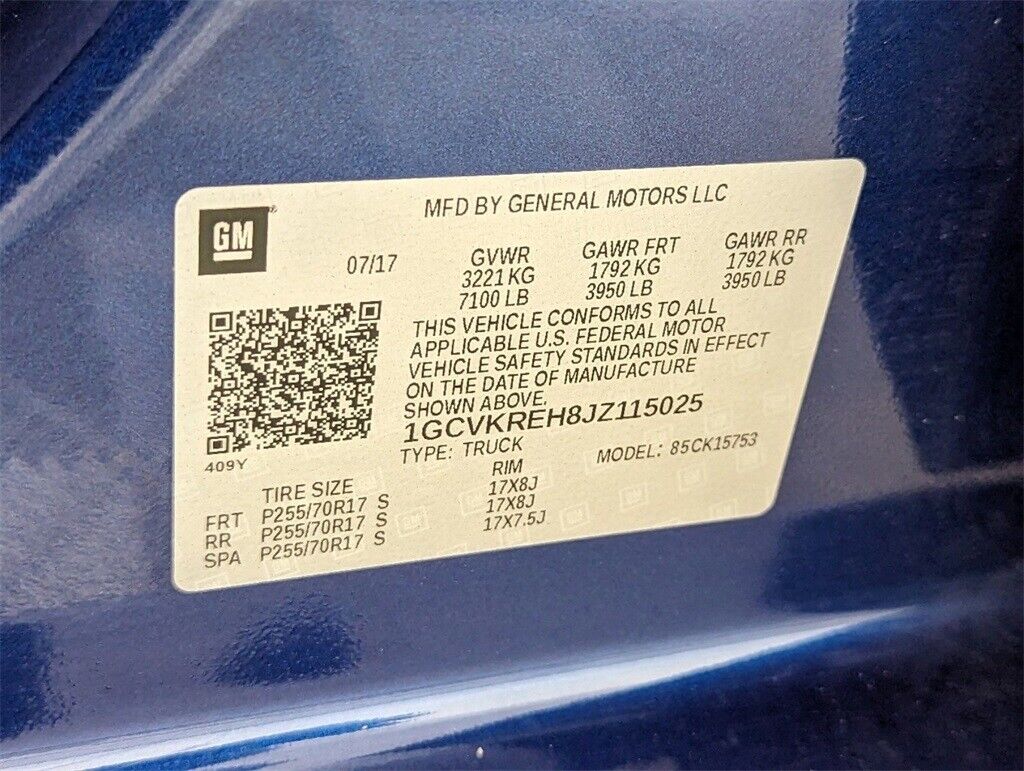 GM
MFD BY GENERAL MOTORS LLC
07/17
GVWR
3221 KG
7100 LB
GAWR FRT
1792 KG
3950 LB
GAWR RR
1792 KG
3950 LB
THIS VEHICLE CONFORMS TO ALL
APPLICABLE U.S. FEDERAL MOTOR
VEHICLE SAFETY STANDARDS IN EFFECT
ON THE DATE OF MANUFACTURE
SHOWN ABOVE.
1GCVKREH8JZ115025
TYPE: TRUCK MODEL: 85CK15753
409Y
TIRE SIZE RIM
FRT P255/70R17 S 17X8J
RR P255/70R17 S 17X8J
SPA P255/70R17 S 17X7.5J